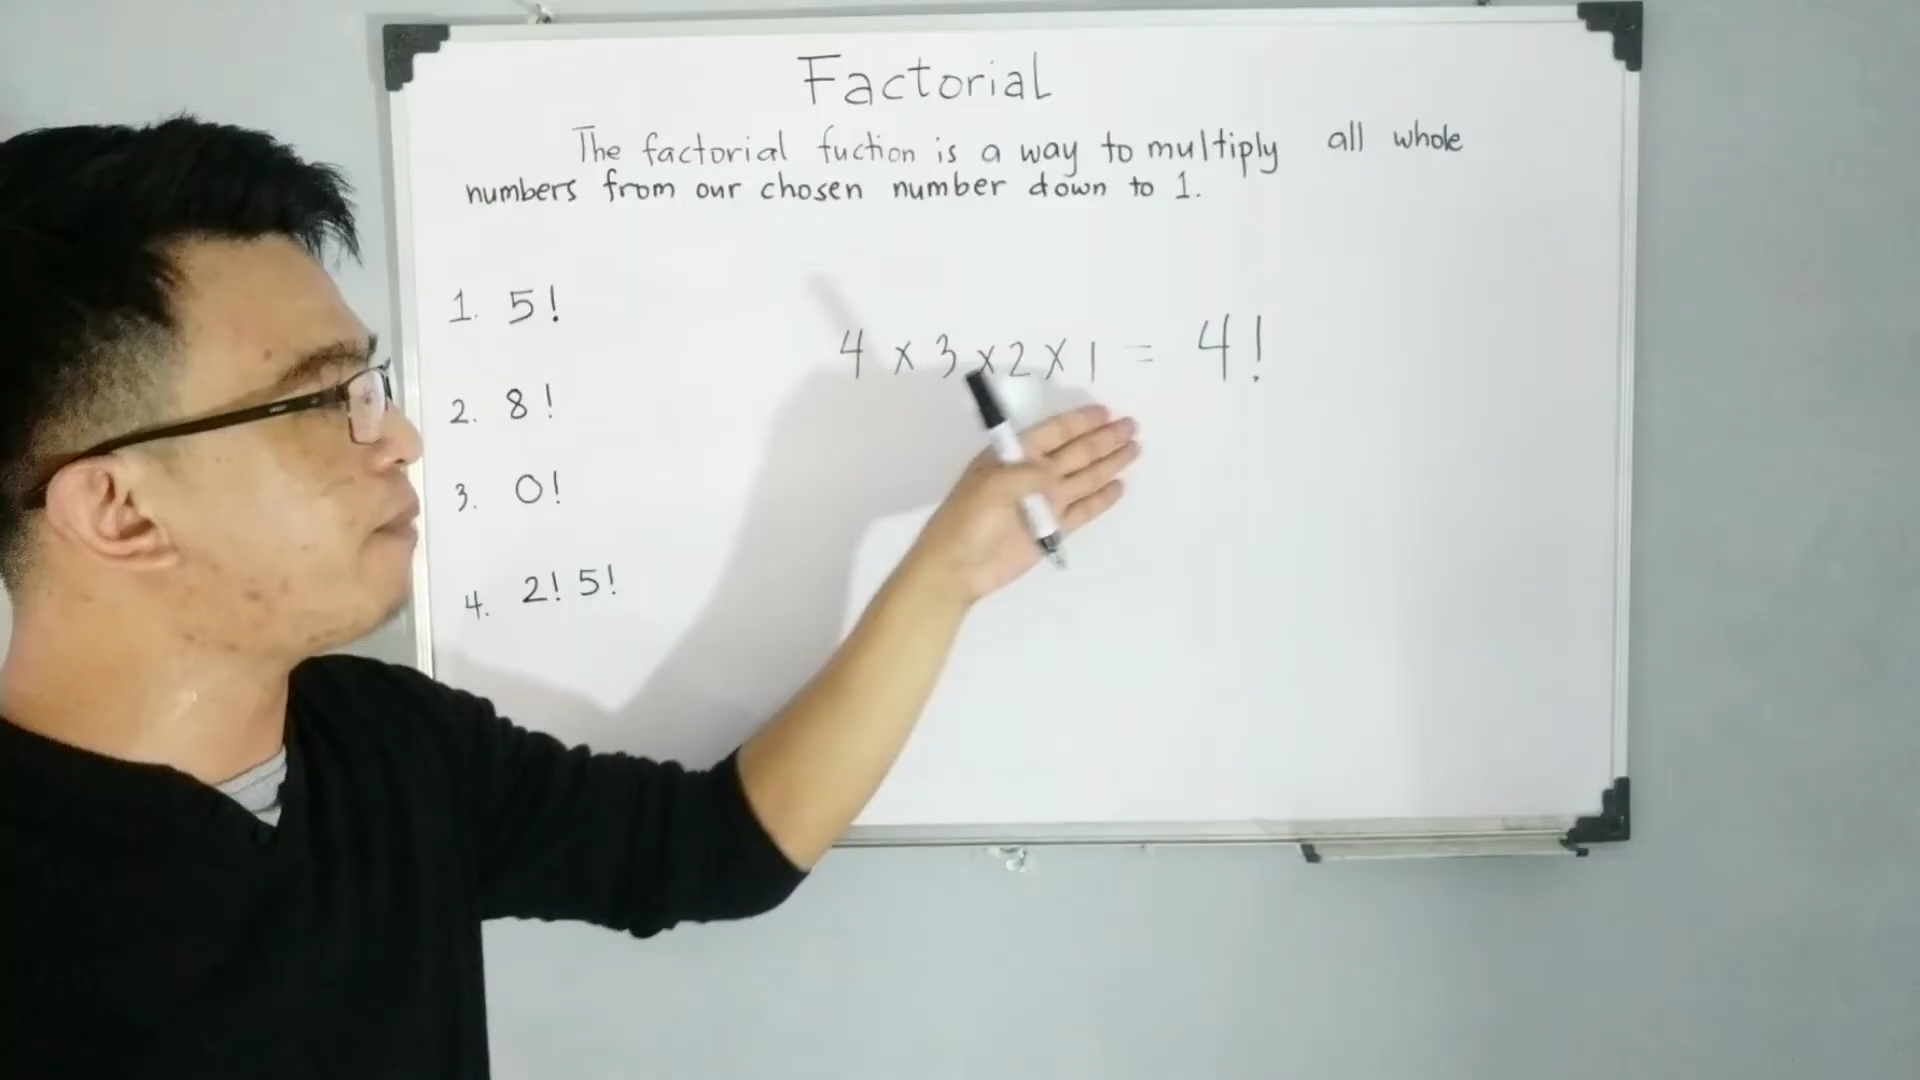 Factorial
The factorial fuction is a way to multiply all whole
numbers from our chosen number down to 1.
1. 5!
4 x 3 x 2 x 1 = 4!
2. 8!
3. 0!
4. 2! 5!